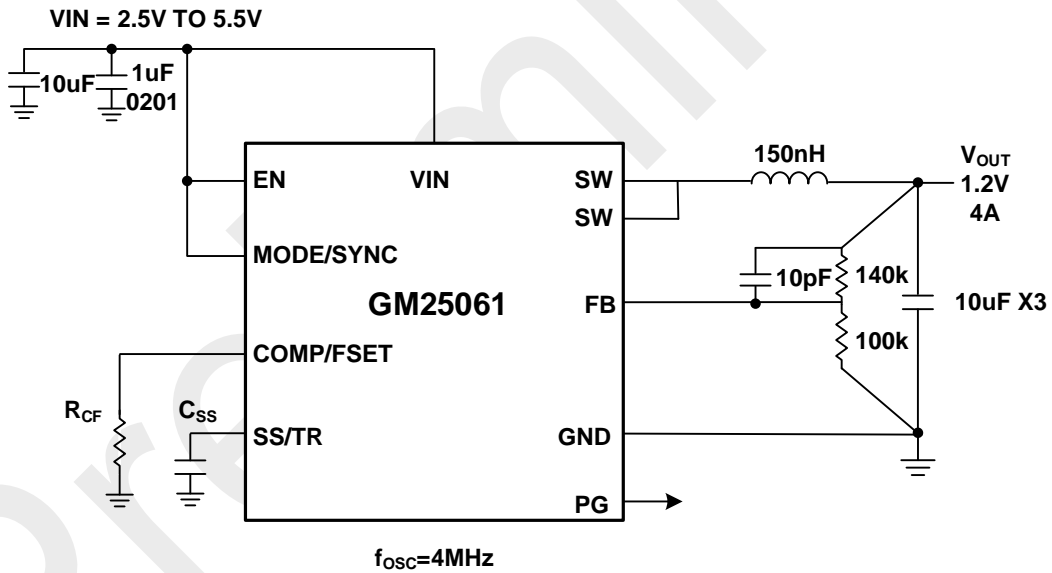 VIN = 2.5V TO 5.5V
10uF
1uF
0201
EN
VIN
SW
SW
MODE/SYNC
GM25061
FB
COMP/FSET
SS/TR
GND
PG
RCF
CSS
150nH
VOUT
1.2V
4A
10pF
140k
100k
10uF X3
fOSC=4MHz